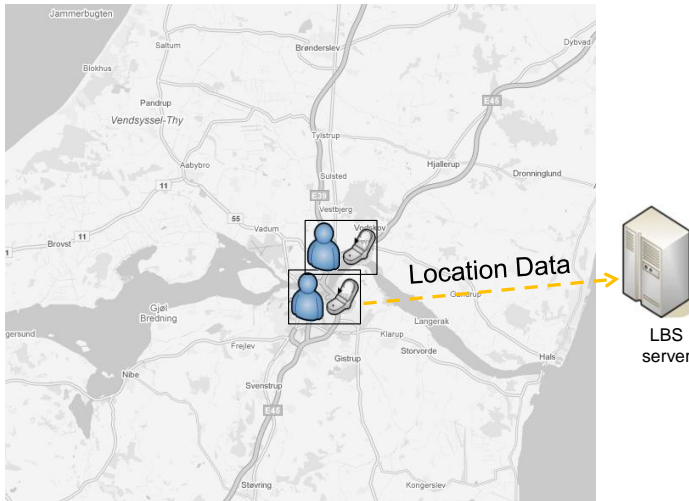 Jammerbugten
Saltum
Brønderslev
Dybvad
Blokhus
Pandrup
Vendsyssel-Thy
E45
Tylstrup
Aabybro
Hjallerup
Sulsted
Dronninglund
11
E39
Vestbjerg
55
Vadum
Vodskov
11
Brovst
1
Location Data
Gjøl
Bredning
Gandrup
Langerak
LBS
server
gersund
Klarup
Frejlev
Storvorde
Gistrup
Hals
Nibe
Svenstrup
E45
Støvring
Kongerslev